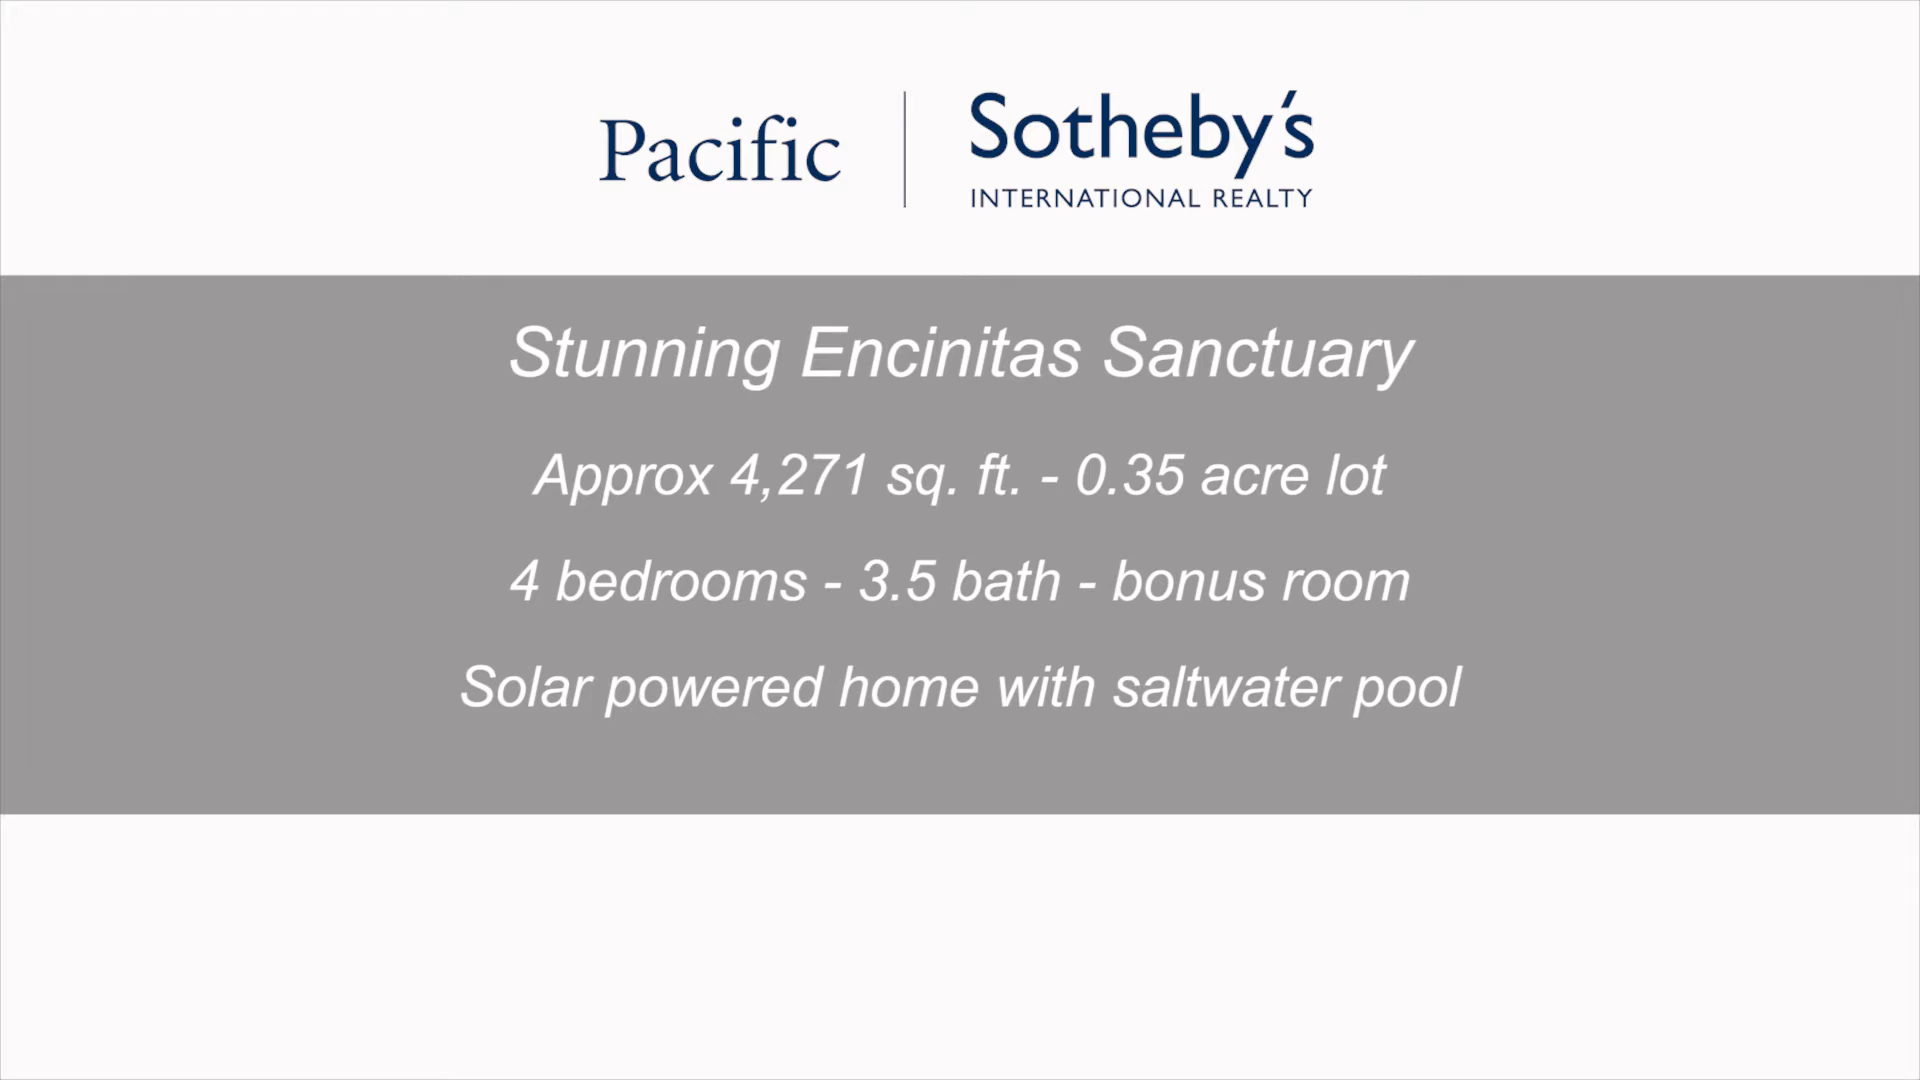 Pacific
Sotheby's
INTERNATIONAL REALTY
Stunning Encinitas Sanctuary
Approx 4,271 sq. ft. - 0.35 acre lot
4 bedrooms - 3.5 bath - bonus room
Solar powered home with saltwater pool